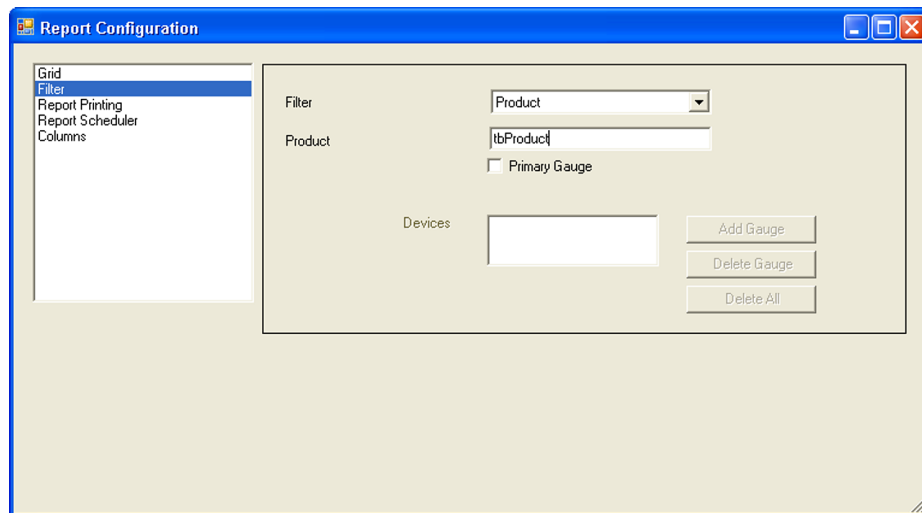 Report Configuration
Grid
Filter
Report Printing
Report Scheduler
Columns
Filter
Product
Product
tbProduct
Primary Gauge
Devices
Add Gauge
Delete Gauge
Delete All